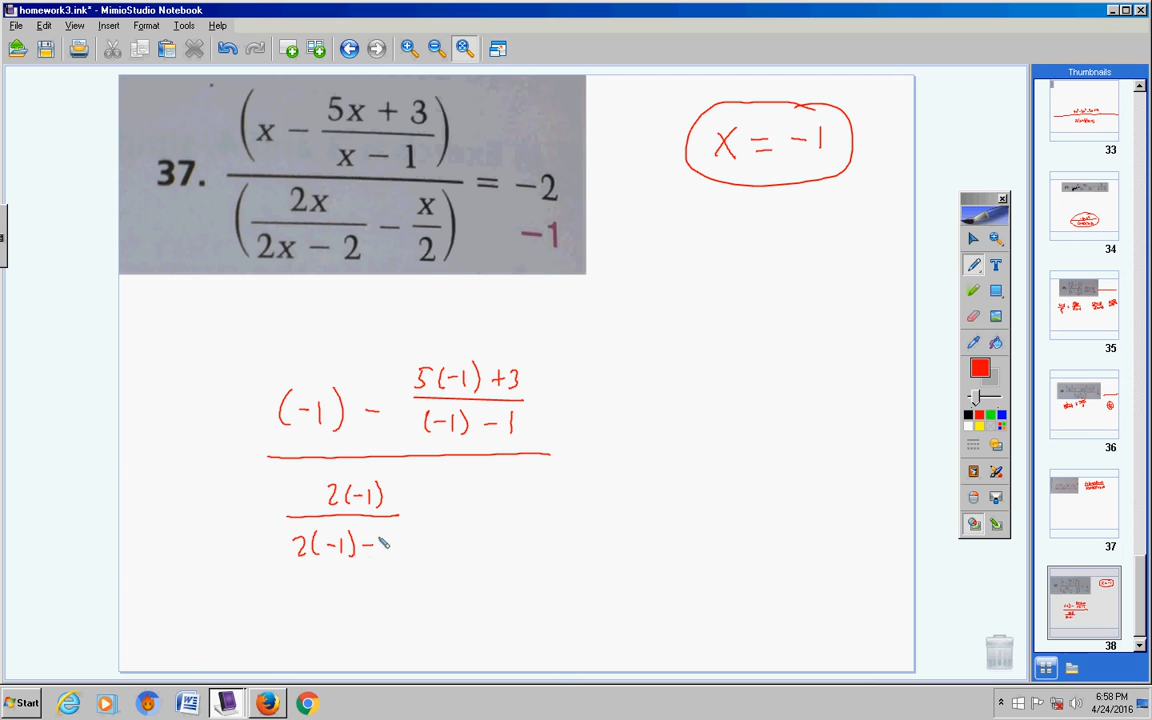 homework3.ink* - MimioStudio Notebook
File Edit View Insert Format Tools Help
Thumbnails
37. (x − (5x + 3)/(x − 1)) / (2x/(2x − 2) − x/2) = −2
−1
x = -1
(-1) - (5(-1) + 3)/((-1) - 1)
2(-1)
2(-1) -
33
34
35
36
37
38
Start
6:58 PM
4/24/2016